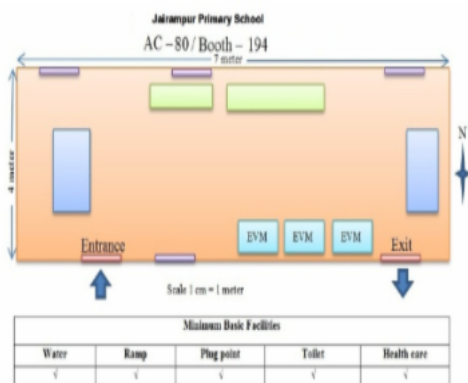 Jairampur Primary School
AC – 80 / Booth – 194
7 meter
4 meter
N
EVM EVM EVM
Entrance
Exit
Scale 1 cm = 1 meter
Minimum Basic Facilities
Water Ramp Plug point Toilet Health care
√ √ √ √ √